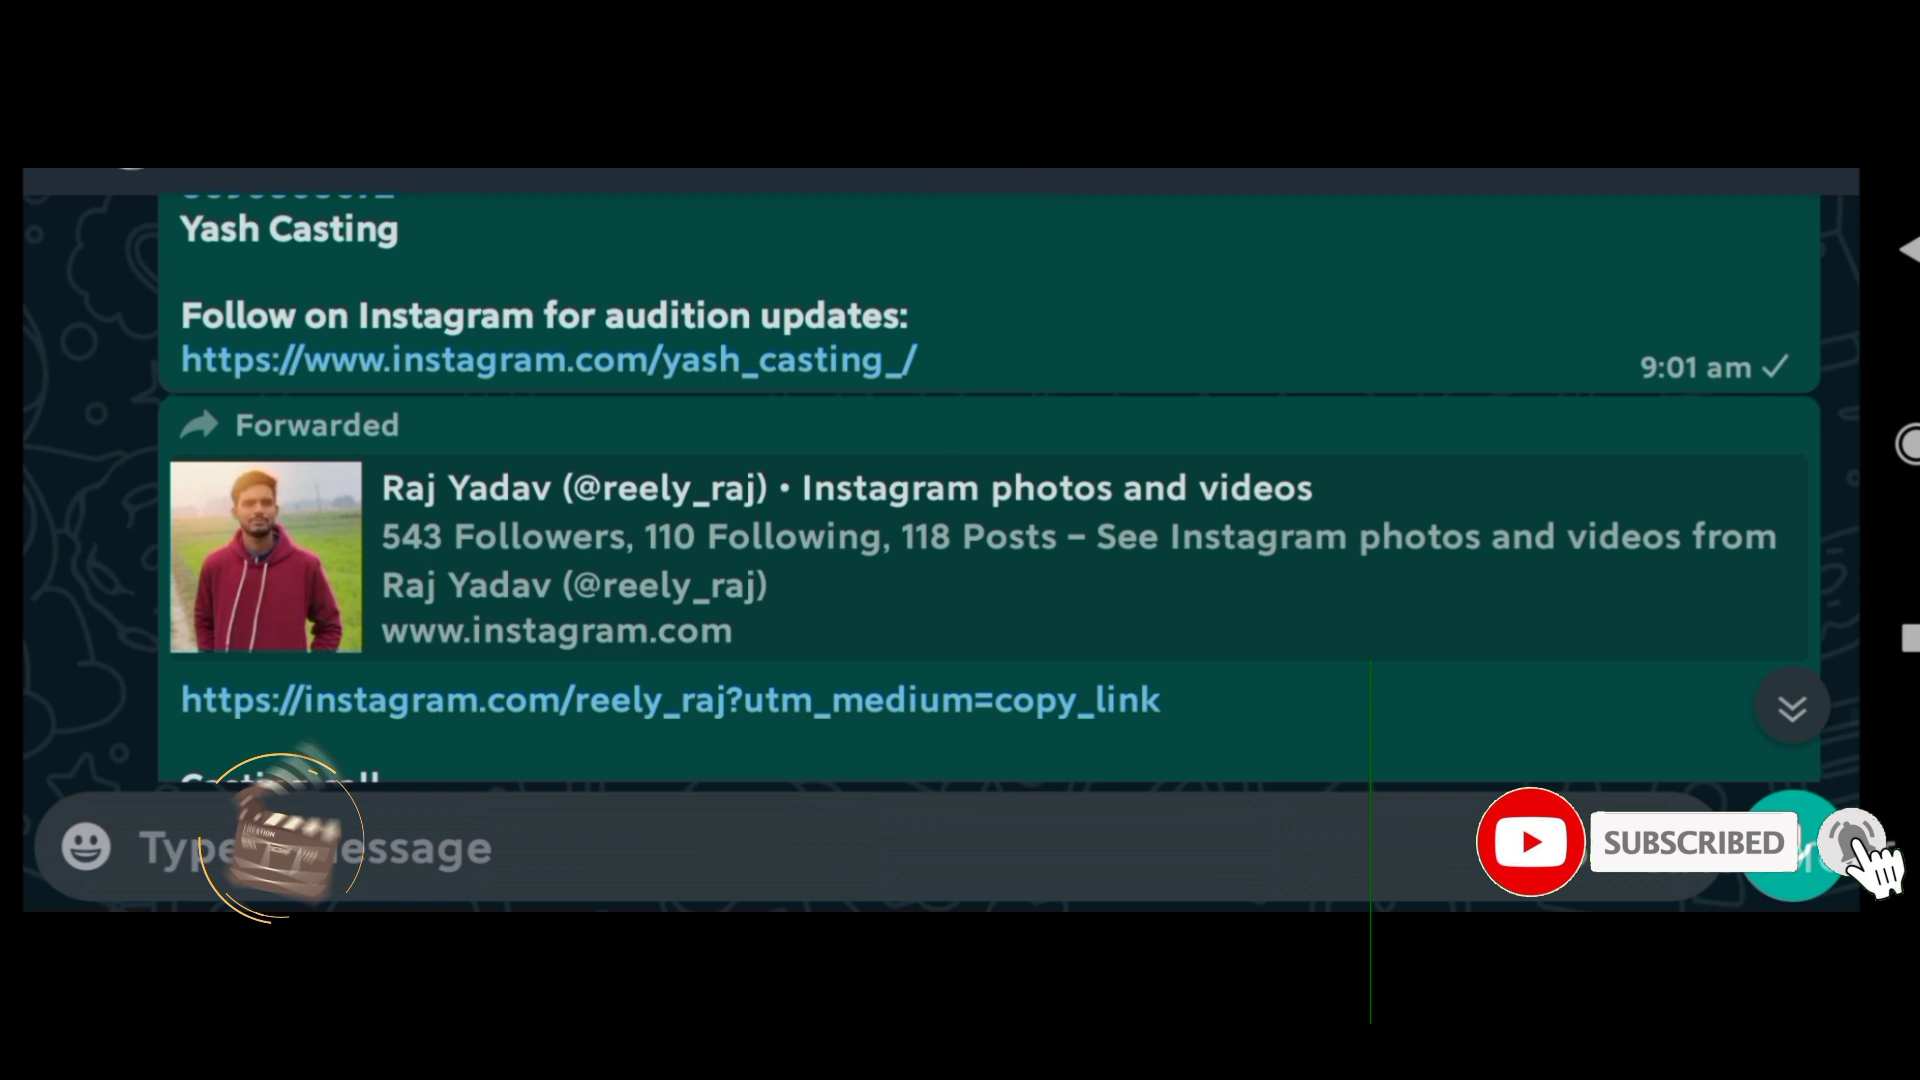 Yash Casting
Follow on Instagram for audition updates:
https://www.instagram.com/yash_casting_/
9:01 am
Forwarded
Raj Yadav (@reely_raj) • Instagram photos and videos
543 Followers, 110 Following, 118 Posts – See Instagram photos and videos from
Raj Yadav (@reely_raj)
www.instagram.com
https://instagram.com/reely_raj?utm_medium=copy_link
SUBSCRIBED